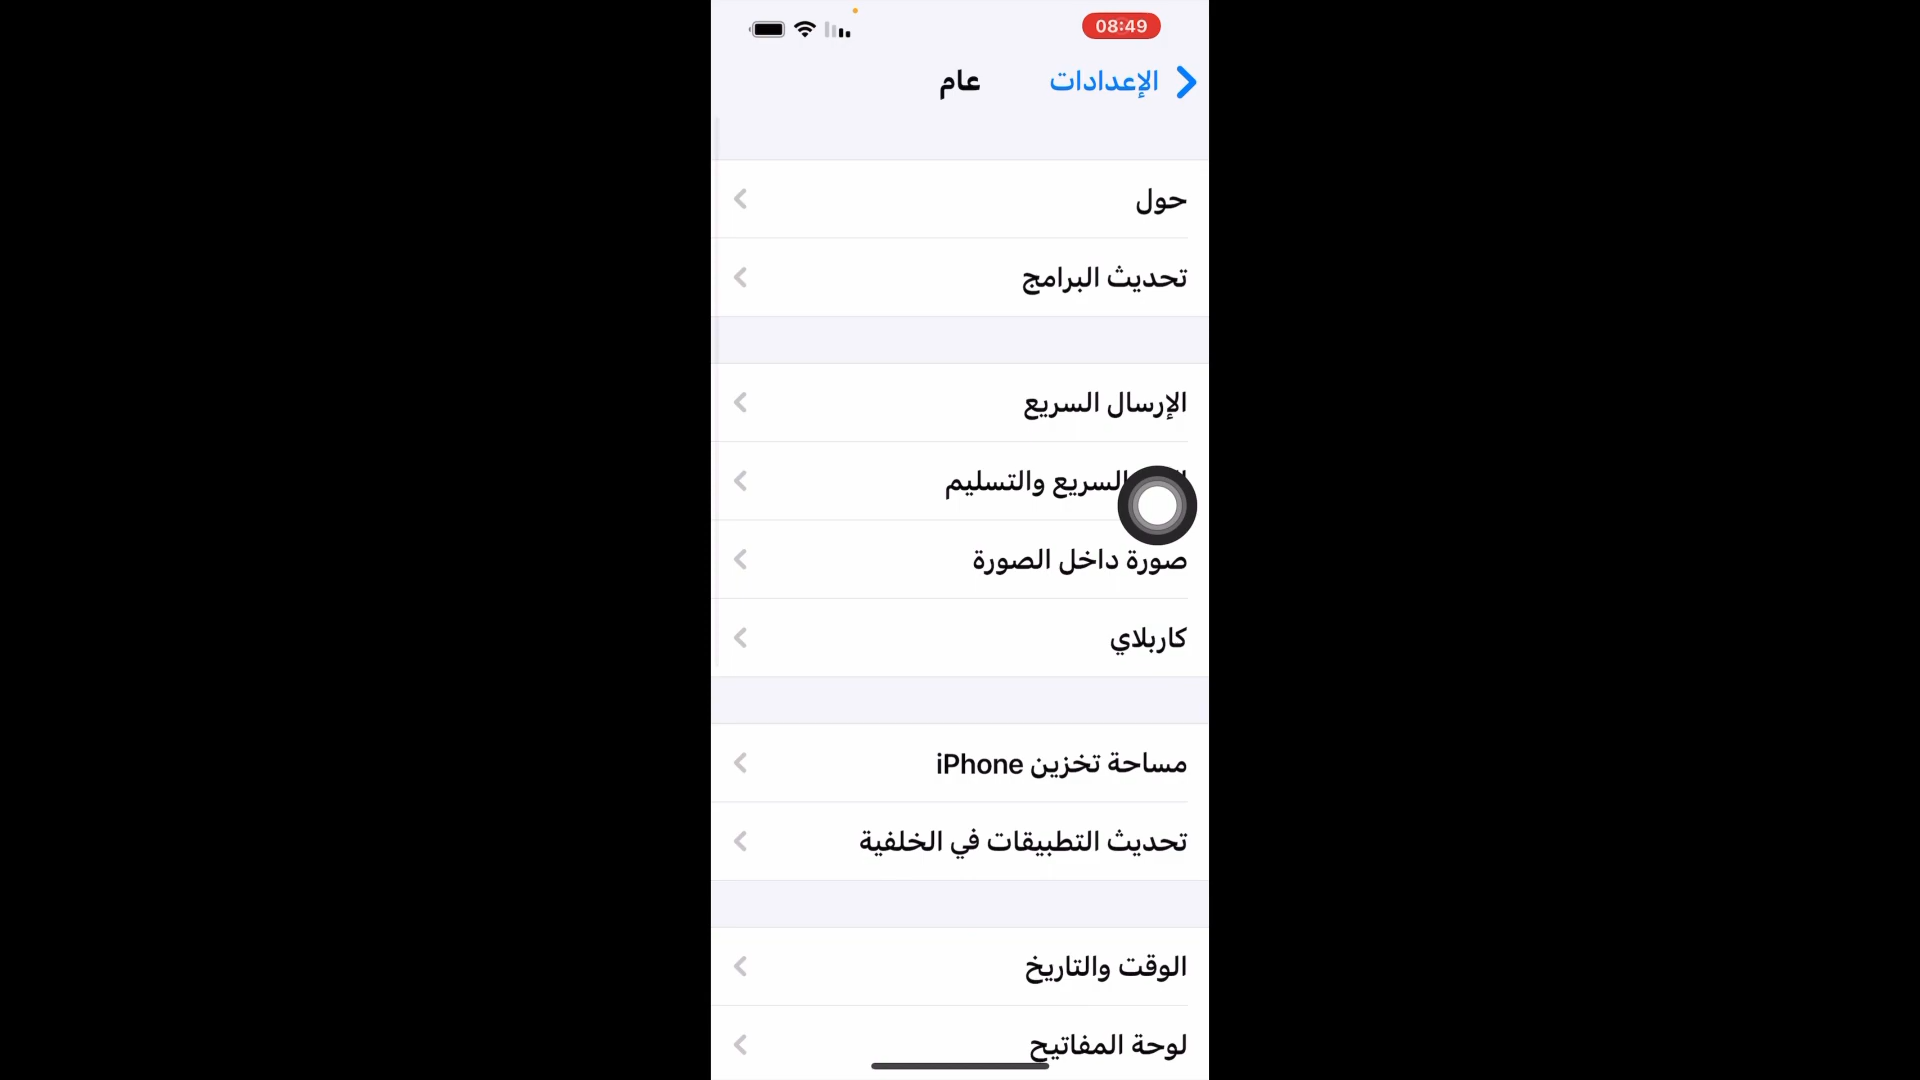 08:49
الإعدادات
عام
حول
تحديث البرامج
الإرسال السريع
السريع والتسليم
صورة داخل الصورة
كاربلاي
مساحة تخزين iPhone
تحديث التطبيقات في الخلفية
الوقت والتاريخ
لوحة المفاتيح